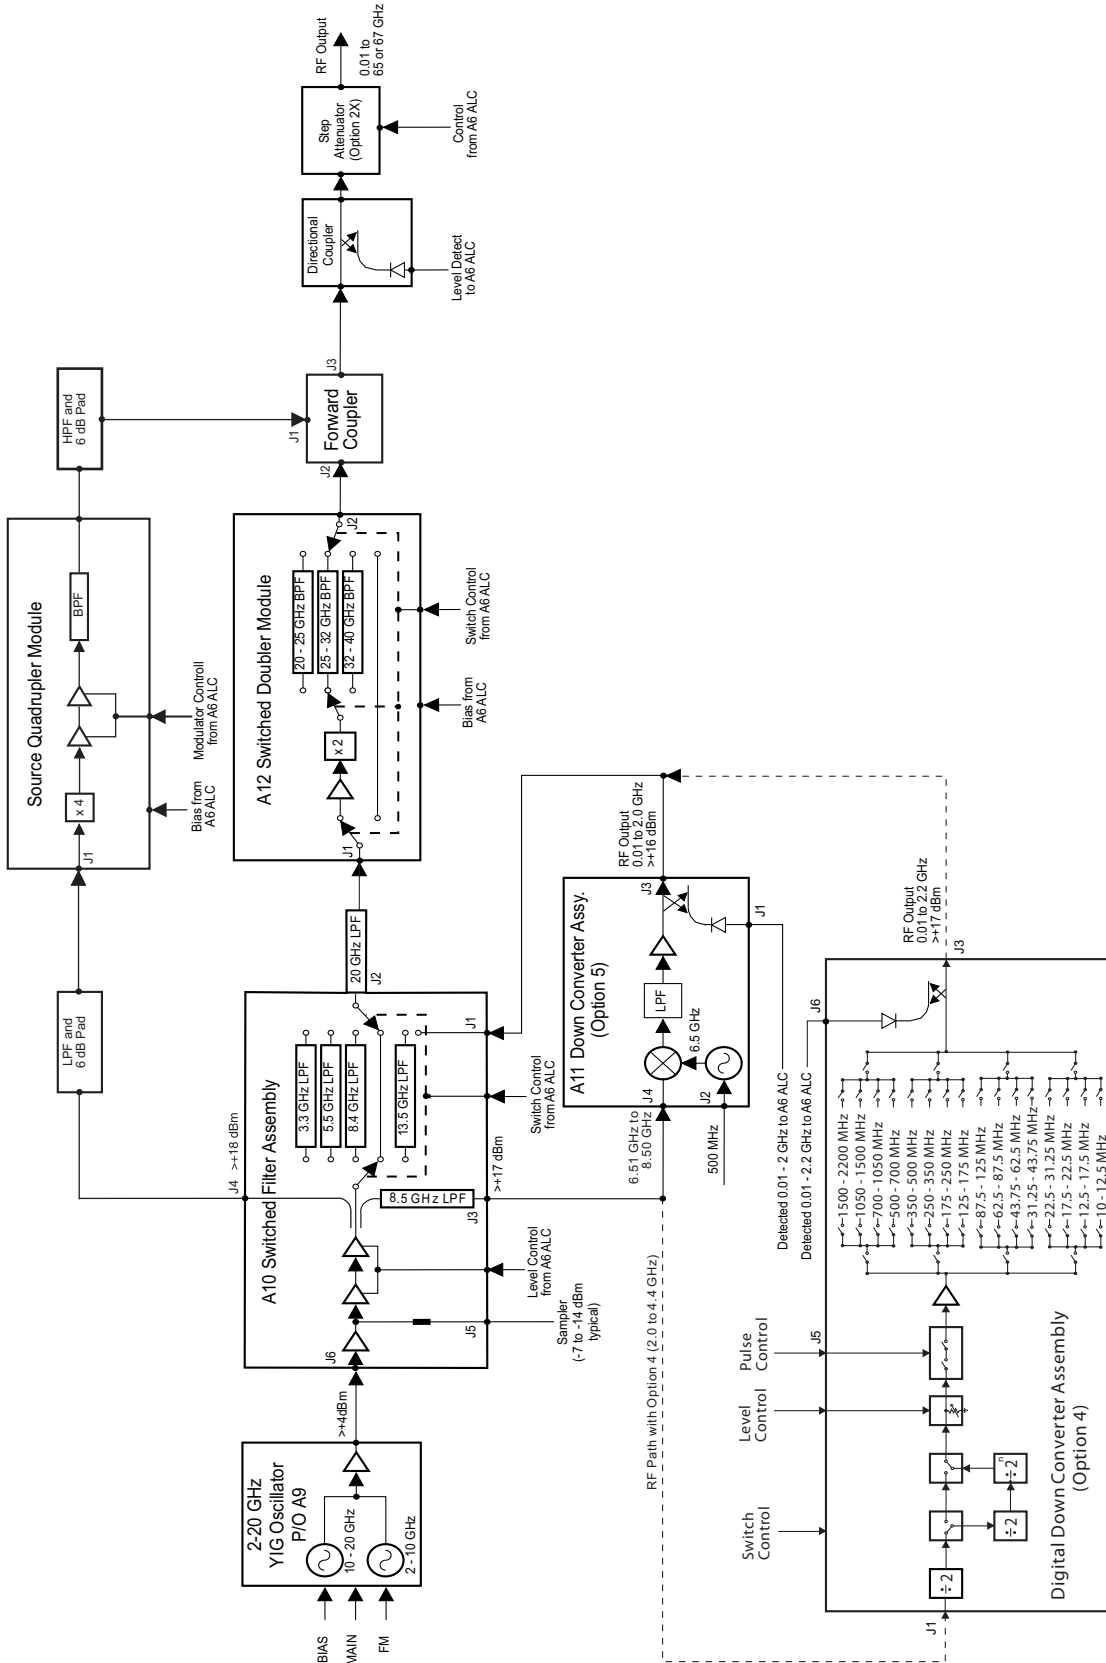 2-20 GHz
YIG Oscillator
P/O A9
10 - 20 GHz
2 - 10 GHz
BIAS
MAIN
FM
>+4dBm
A10 Switched Filter Assembly
J6
J4
>+18 dBm
3.3 GHz LPF
5.5 GHz LPF
8.4 GHz LPF
13.5 GHz LPF
8.5 GHz LPF
J3
>+17 dBm
J5
J1
J2
Sampler
(-7 to -14 dBm
typical)
Level Control
from A6 ALC
Switch Control
from A6 ALC
20 GHz LPF
LPF and
6 dB Pad
Source Quadrupler Module
J1
x 4
BPF
Bias from
A6 ALC
Modulator Controll
from A6 ALC
HPF and
6 dB Pad
A12 Switched Doubler Module
J1
x 2
20 - 25 GHz BPF
25 - 32 GHz BPF
32 - 40 GHz BPF
J2
Bias from
A6 ALC
Switch Control
from A6 ALC
J1
J2
Forward
Coupler
J3
Directional
Coupler
Level Detect
to A6 ALC
Step
Attenuator
(Option 2X)
Control
from A6 ALC
RF Output
0.01 to
65 or 67 GHz
A11 Down Converter Assy.
(Option 5)
6.51 GHz to
8.50 GHz
J4
J2
500 MHz
6.5 GHz
LPF
J3
J1
RF Output
0.01 to 2.0 GHz
>+16 dBm
Detected 0.01 - 2 GHz to A6 ALC
Detected 0.01 - 2.2 GHz to A6 ALC
RF Path with Option 4 (2.0 to 4.4 GHz)
Switch
Control
Level
Control
Pulse
Control
J5
J6
J1
÷2
÷2
÷2
n
1500 - 2200 MHz
1050 - 1500 MHz
700 - 1050 MHz
500 - 700 MHz
350 - 500 MHz
250 - 350 MHz
175 - 250 MHz
125 - 175 MHz
87.5 - 125 MHz
62.5 - 87.5 MHz
43.75 - 62.5 MHz
31.25 - 43.75 MHz
22.5 - 31.25 MHz
17.5 - 22.5 MHz
12.5 - 17.5 MHz
10 - 12.5 MHz
J3
RF Output
0.01 to 2.2 GHz
>+17 dBm
Digital Down Converter Assembly
(Option 4)